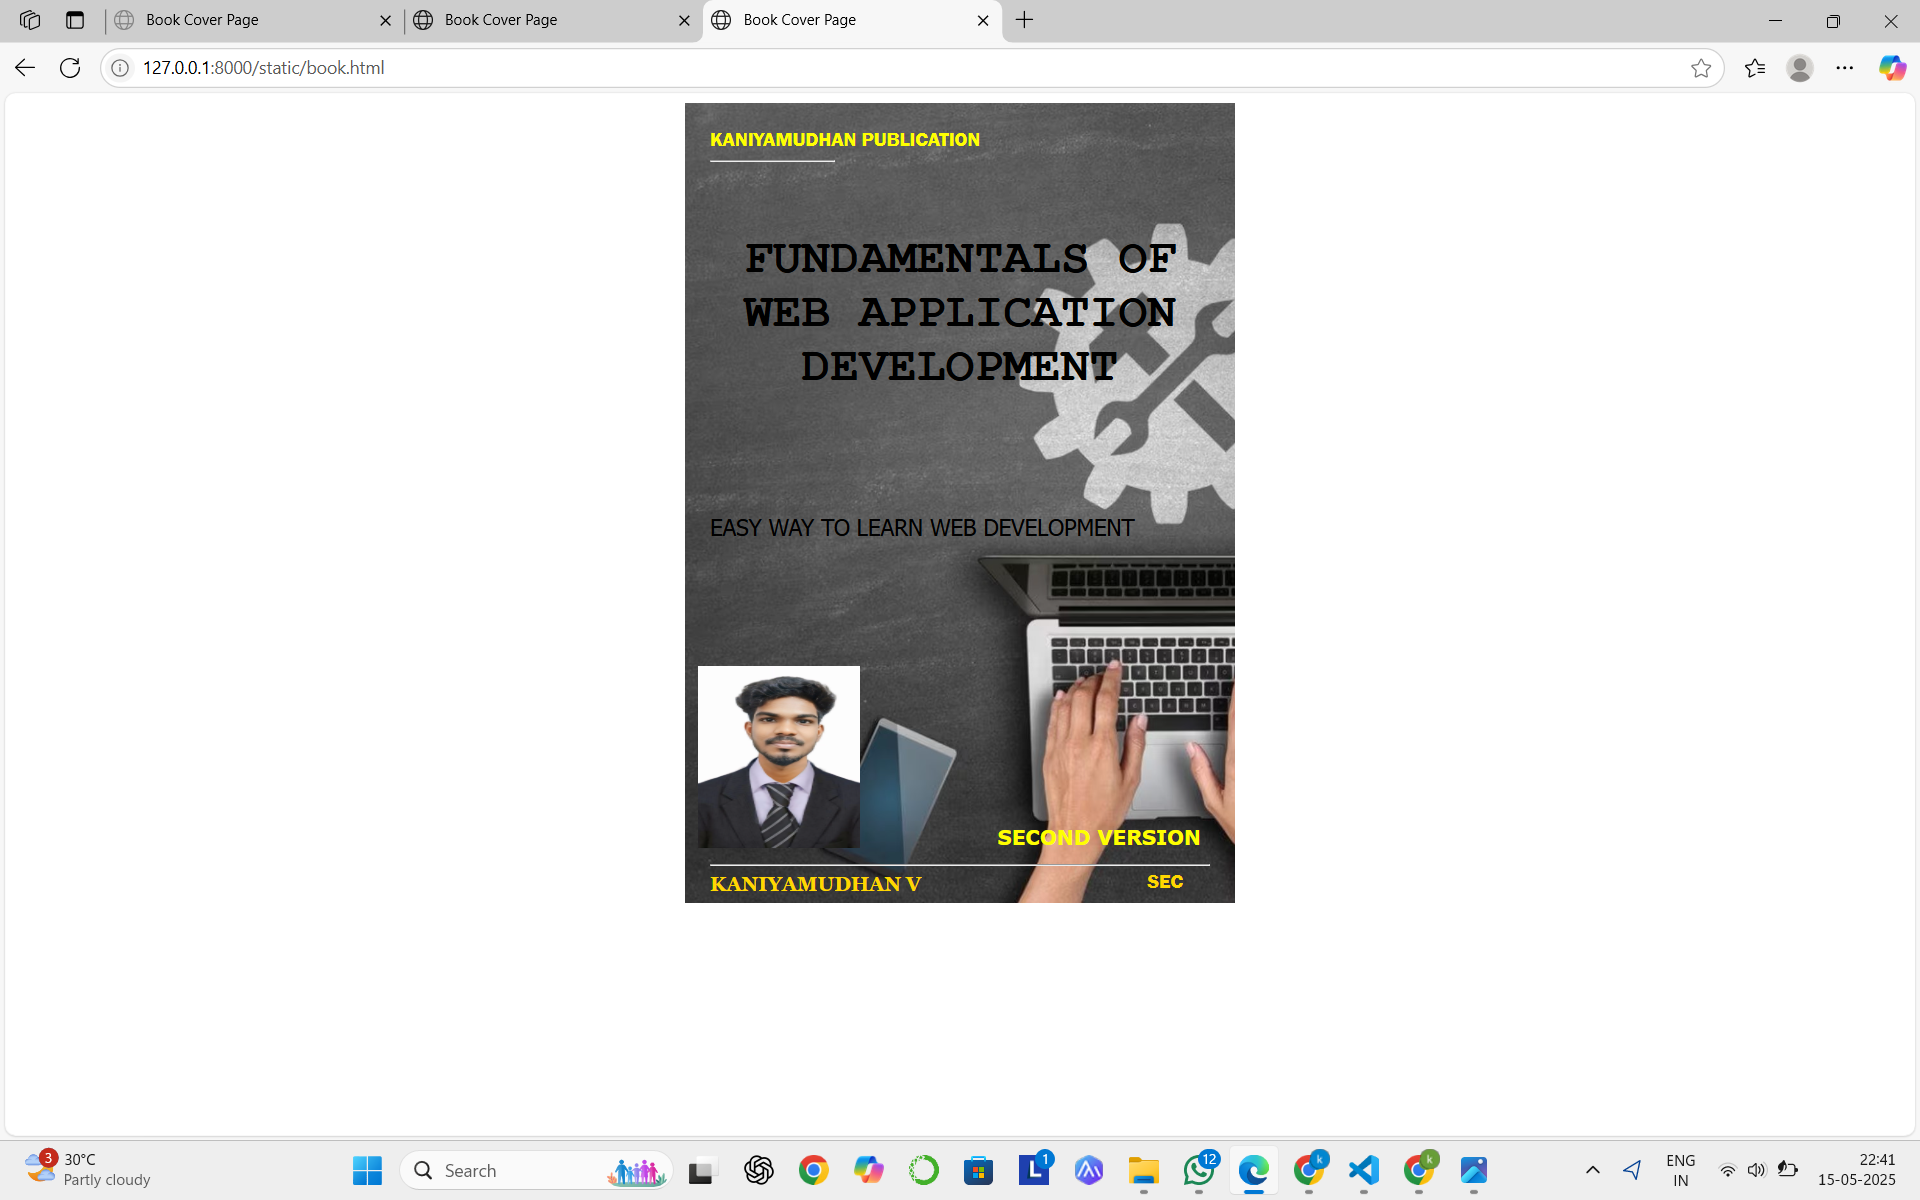 Book Cover Page
Book Cover Page
Book Cover Page
127.0.0.1:8000/static/book.html
KANIYAMUDHAN PUBLICATION
FUNDAMENTALS OF
WEB APPLICATION
DEVELOPMENT
EASY WAY TO LEARN WEB DEVELOPMENT
SECOND VERSION
KANIYAMUDHAN V
SEC
3
30°C
Partly cloudy
Search
L
1
12
k
k
ENG
IN
22:41
15-05-2025